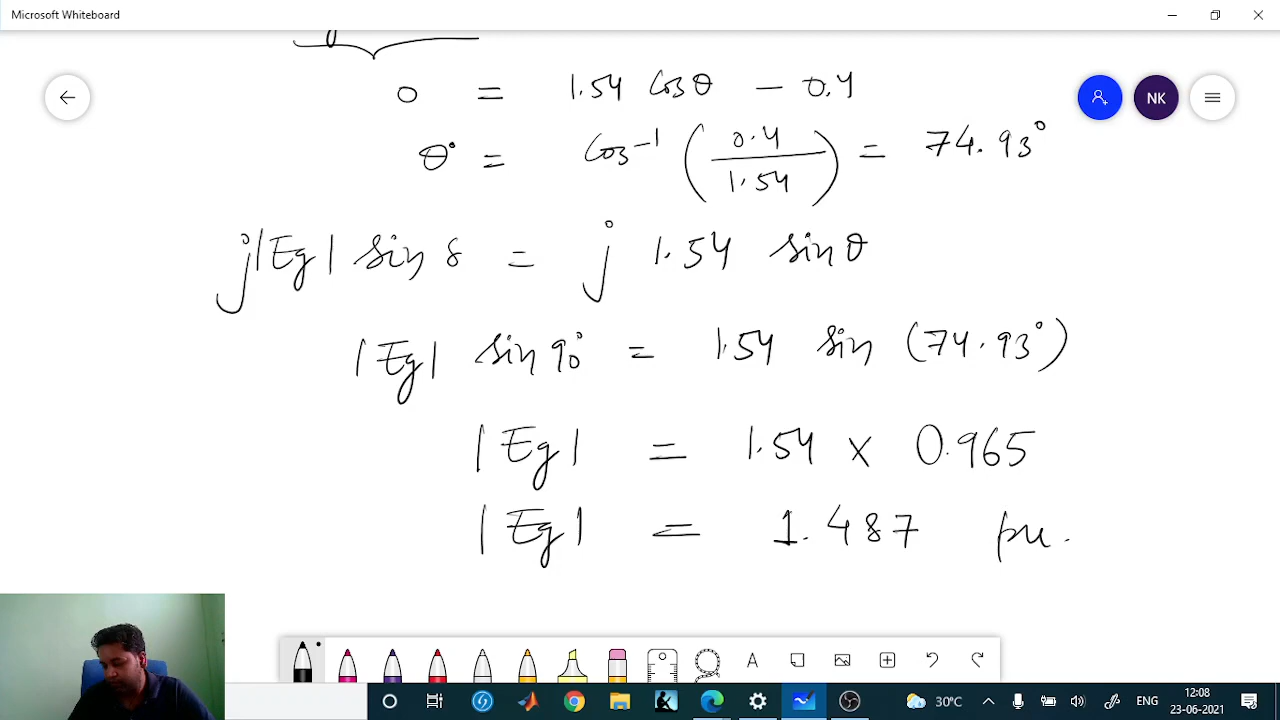 Microsoft Whiteboard
0 = 1.54 cosθ - 0.4
NK
θ° = cos⁻¹ (0.4/1.54) = 74.93°
j|Eg| sin δ = j 1.54 sinθ
|Eg| sin 90° = 1.54 sin (74.93°)
|Eg| = 1.54 x 0.965
|Eg| = 1.487 pu.
A
30°C
ENG
12:08
23-06-2021